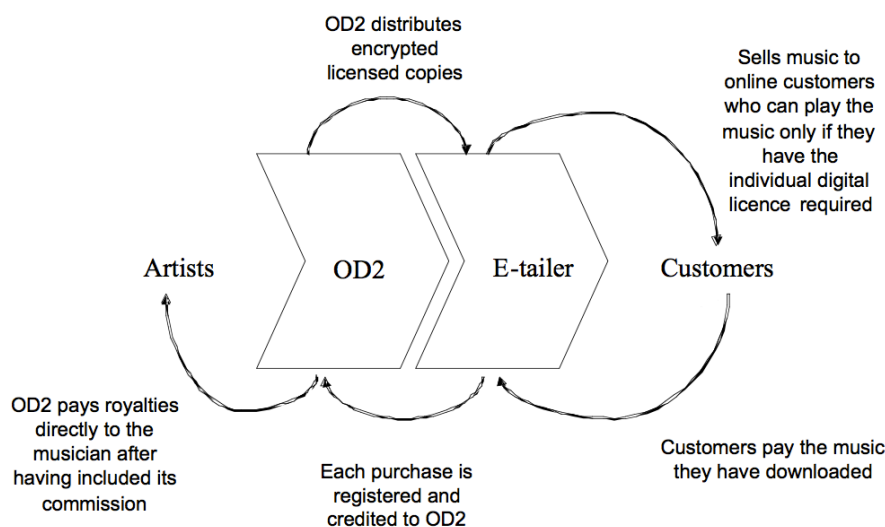 OD2 distributes
encrypted
licensed copies
Sells music to
online customers
who can play the
music only if they
have the
individual digital
licence required
Artists
OD2
E-tailer
Customers
OD2 pays royalties
directly to the
musician after
having included its
commission
Each purchase is
registered and
credited to OD2
Customers pay the music
they have downloaded